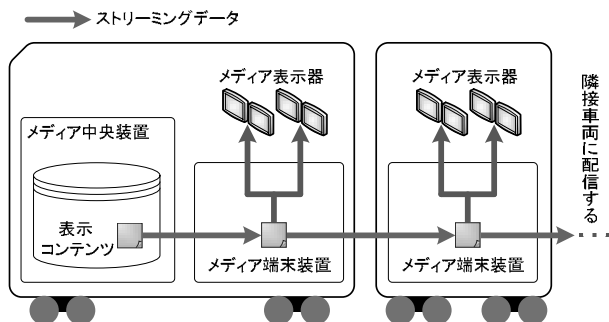 ストリーミングデータ
メディア表示器
メディア表示器
メディア中央装置
表示
コンテンツ
メディア端末装置
メディア端末装置
隣接車両に配信する